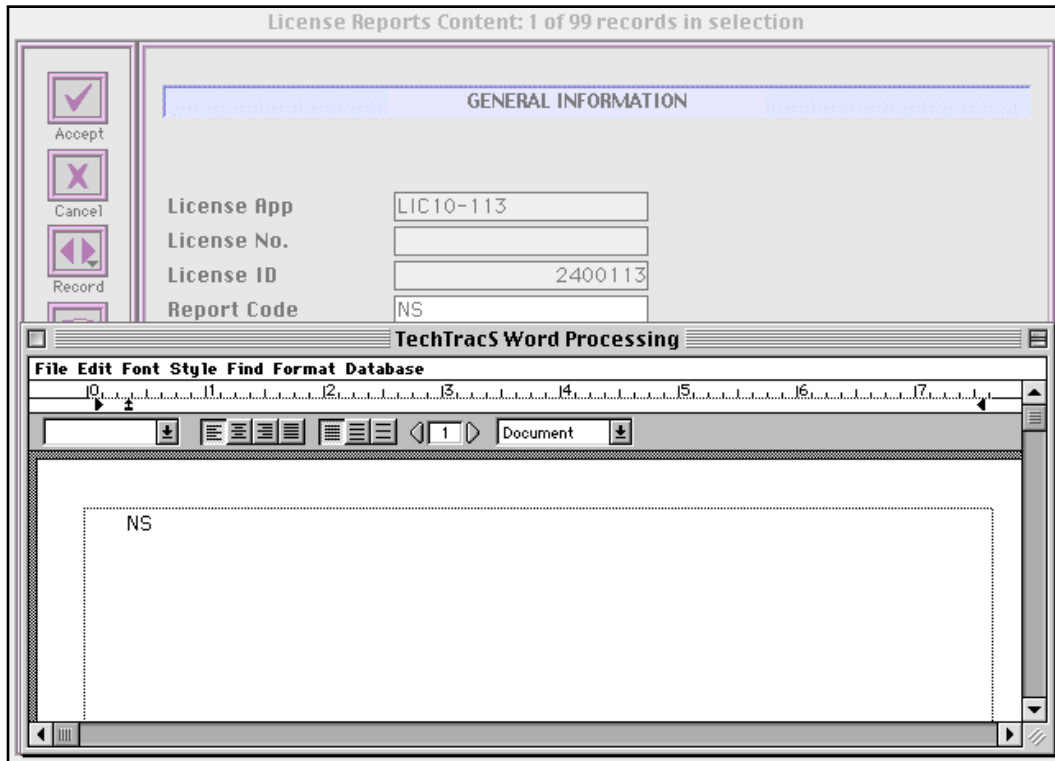 License Reports Content: 1 of 99 records in selection
GENERAL INFORMATION
Accept
Cancel
License App LIC10-113
License No.
License ID 2400113
Record
Report Code NS
TechTracS Word Processing
File Edit Font Style Find Format Database
0 1 2 3 4 5 6 7
1 Document
NS